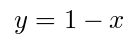 y = 1 − x